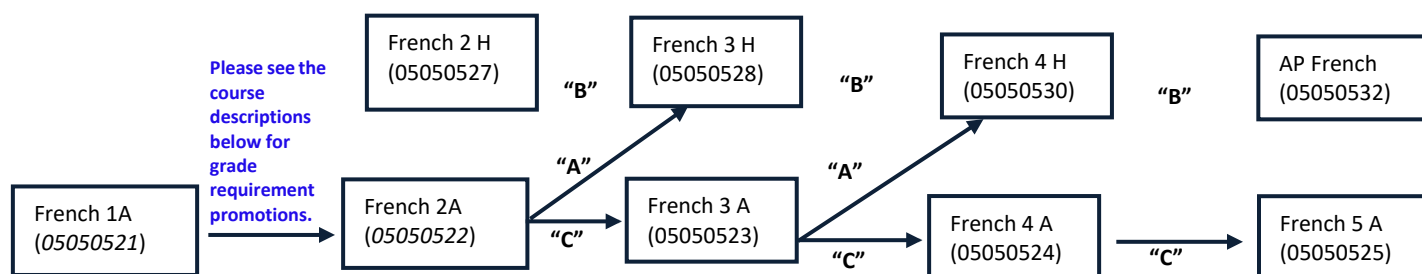 French 2 H
(05050527)
French 3 H
(05050528)
French 4 H
(05050530)
AP French
(05050532)
Please see the
course
descriptions
below for
grade
requirement
promotions.
“B”
“B”
“B”
“A”
“A”
French 1A
(05050521)
French 2A
(05050522)
“C”
French 3 A
(05050523)
“C”
French 4 A
(05050524)
“C”
French 5 A
(05050525)